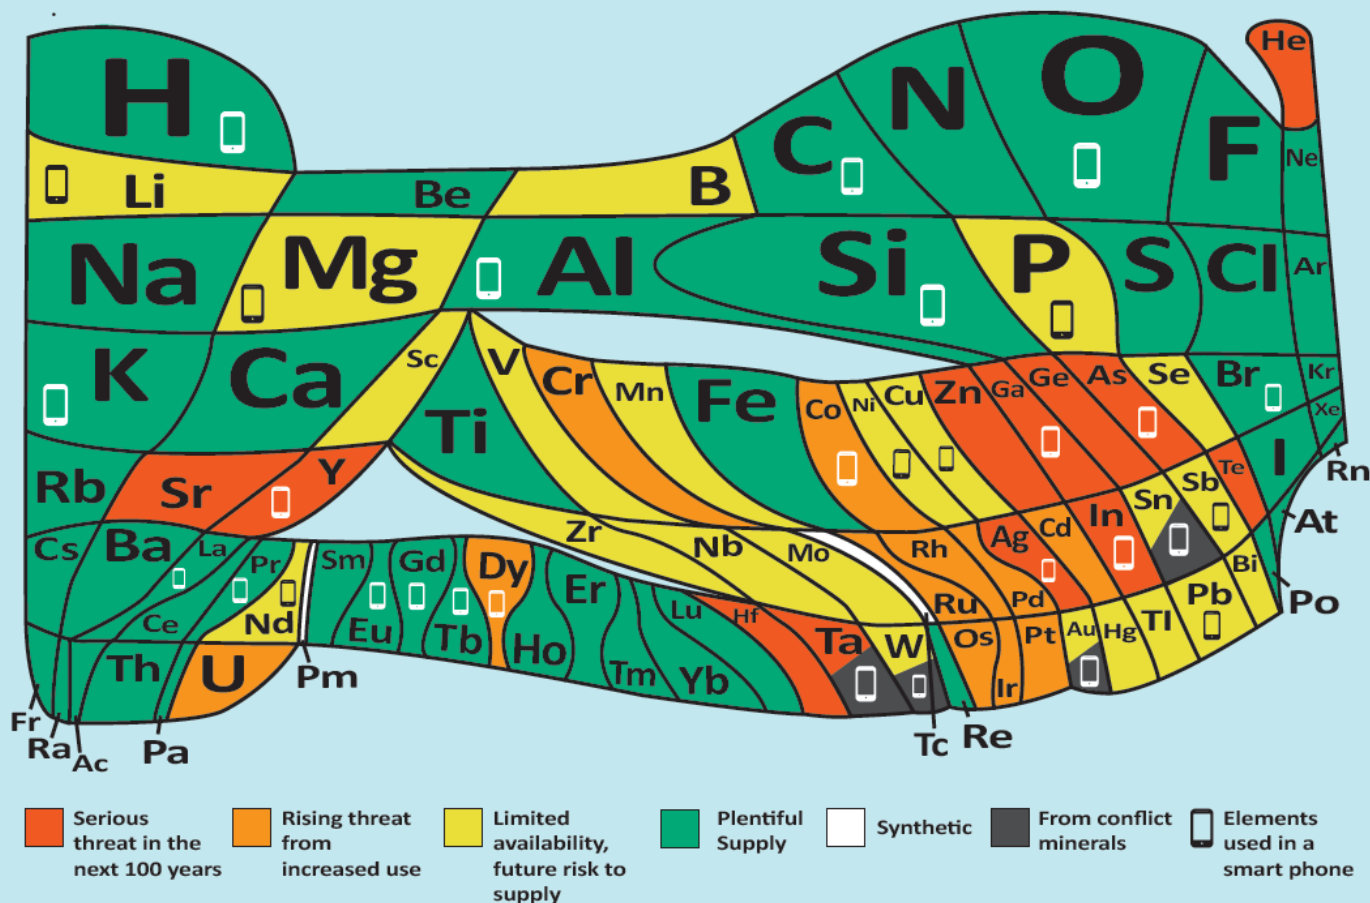 H
He
C
N
O
F
Ne
Li
Be
B
Na
Mg
Al
Si
P
S
Cl
Ar
K
Ca
Sc
Ti
V
Cr
Mn
Fe
Co
Ni
Cu
Zn
Ga
Ge
As
Se
Br
Kr
Rb
Sr
Y
Zr
Nb
Mo
Tc
Ru
Rh
Pd
Ag
Cd
In
Sn
Sb
Te
I
Xe
Cs
Ba
La
Ce
Pr
Nd
Pm
Sm
Eu
Gd
Tb
Dy
Ho
Er
Tm
Yb
Lu
Hf
Ta
W
Re
Os
Ir
Pt
Au
Hg
Tl
Pb
Bi
Po
At
Rn
Fr
Ra
Ac
Th
Pa
U
Serious
threat in the
next 100 years
Rising threat
from
increased use
Limited
availability,
future risk to
supply
Plentiful
Supply
Synthetic
From conflict
minerals
Elements
used in a
smart phone